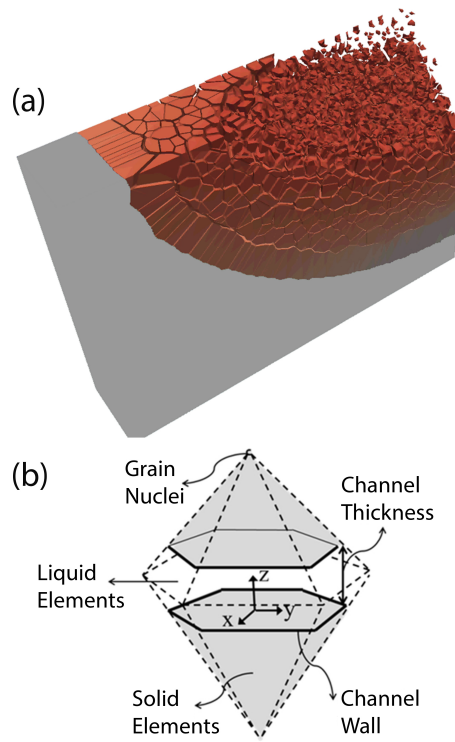 (a)
(b)
Grain
Nuclei
Channel
Thickness
Liquid
Elements
z
y
x
Solid
Elements
Channel
Wall